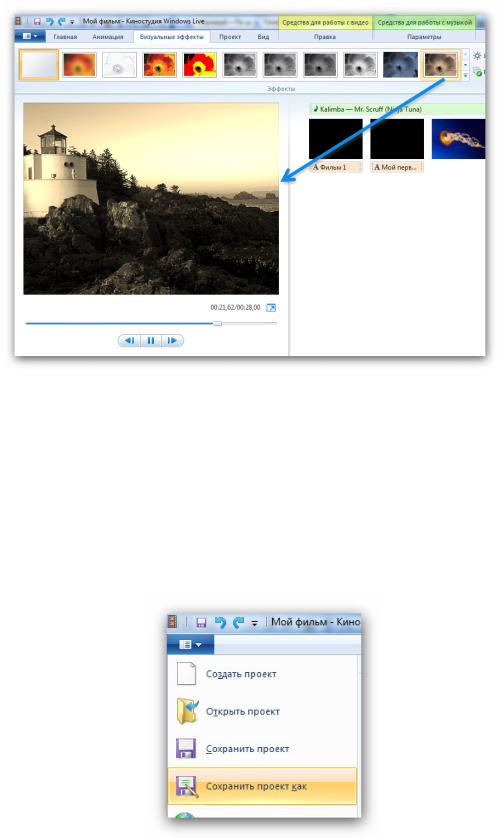 Мой фильм - Киностудия Windows Live
Средства для работы с видео Средства для работы с музыкой
Главная Анимация Визуальные эффекты Проект Вид Правка Параметры
Эффекты
Kalimba — Mr. Scruff (Ninja Tuna)
A Фильм 1 A Мой перв...
00:21,62/00:28,00
Мой фильм - Кино
Создать проект
Открыть проект
Сохранить проект
Сохранить проект как